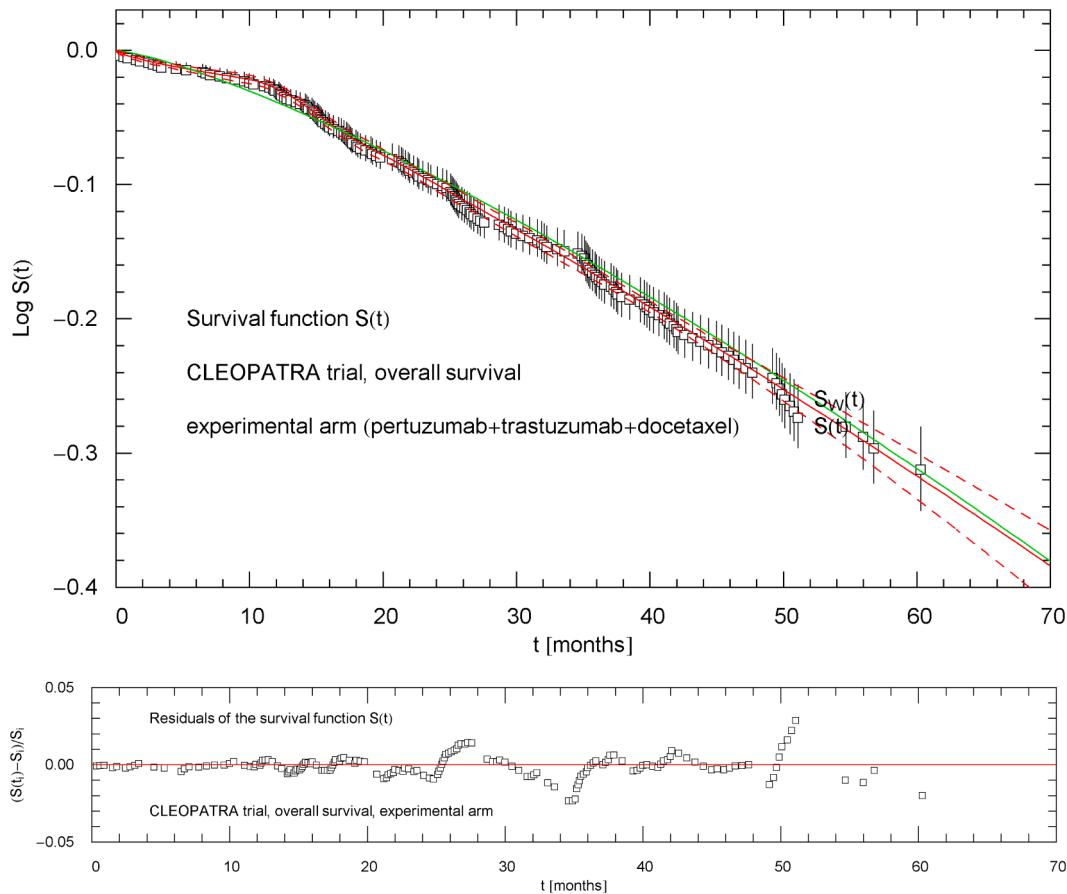 0.0
−0.1
−0.2
−0.3
−0.4
Log S(t)
Survival function S(t)
CLEOPATRA trial, overall survival
experimental arm (pertuzumab+trastuzumab+docetaxel)
S_W(t)
S(t)
0 10 20 30 40 50 60 70
t [months]
0.05
0.00
−0.05
(S(t_i)−S_i)/S_i
Residuals of the survival function S(t)
CLEOPATRA trial, overall survival, experimental arm
0 10 20 30 40 50 60 70
t [months]